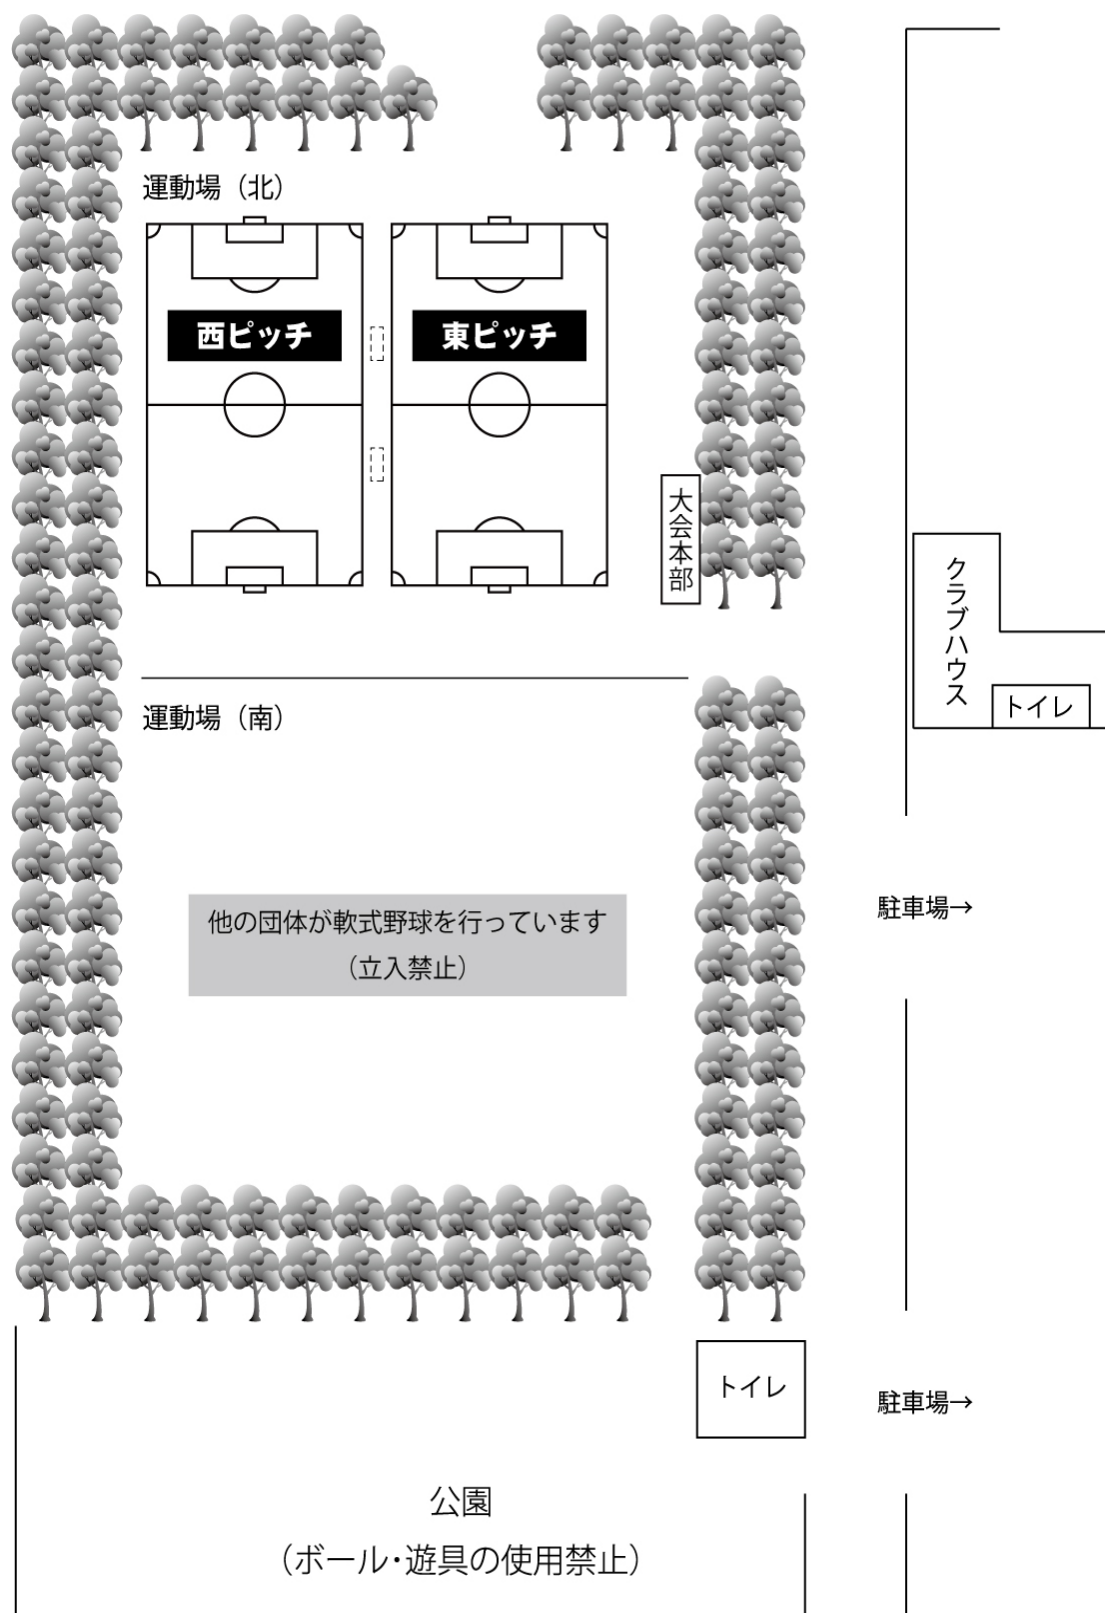 運動場（北）
西ピッチ
東ピッチ
大会本部
クラブハウス
トイレ
運動場（南）
他の団体が軟式野球を行っています
（立入禁止）
駐車場→
トイレ
駐車場→
公園
（ボール・遊具の使用禁止）